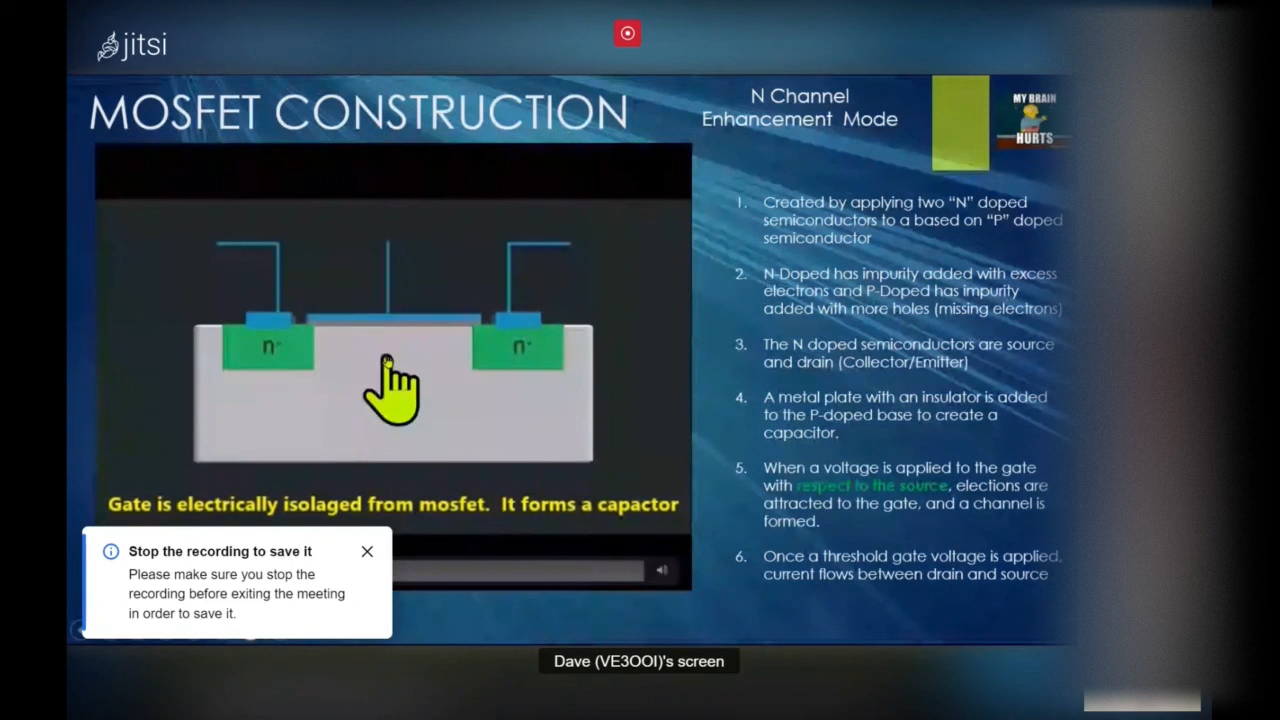 jitsi
MOSFET CONSTRUCTION
N Channel
Enhancement Mode
MY BRAIN
HURTS
1. Created by applying two “N” doped
semiconductors to a based on “P” doped
semiconductor
2. N-Doped has impurity added with excess
electrons and P-Doped has impurity
added with more holes (missing electrons)
3. The N doped semiconductors are source
and drain (Collector/Emitter)
4. A metal plate with an insulator is added
to the P-doped base to create a
capacitor.
5. When a voltage is applied to the gate
with respect to the source, elections are
attracted to the gate, and a channel is
formed.
6. Once a threshold gate voltage is applied,
current flows between drain and source
n+ n+
Gate is electrically isolaged from mosfet. It forms a capactor
Stop the recording to save it
Please make sure you stop the
recording before exiting the meeting
in order to save it.
Dave (VE3OOI)'s screen